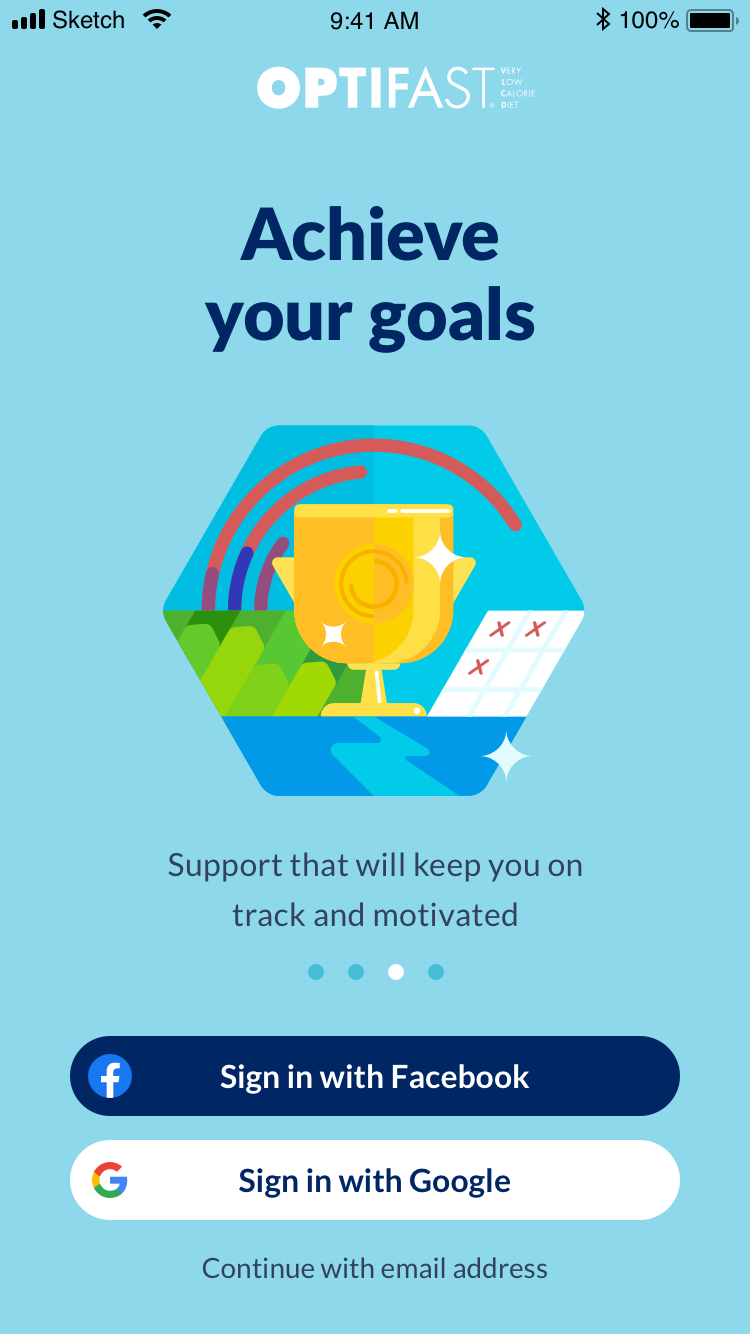 Sketch 9:41 AM 100%
OPTIFAST®
VERY
LOW
CALORIE
DIET
Achieve
your goals
Support that will keep you on
track and motivated
Sign in with Facebook
Sign in with Google
Continue with email address